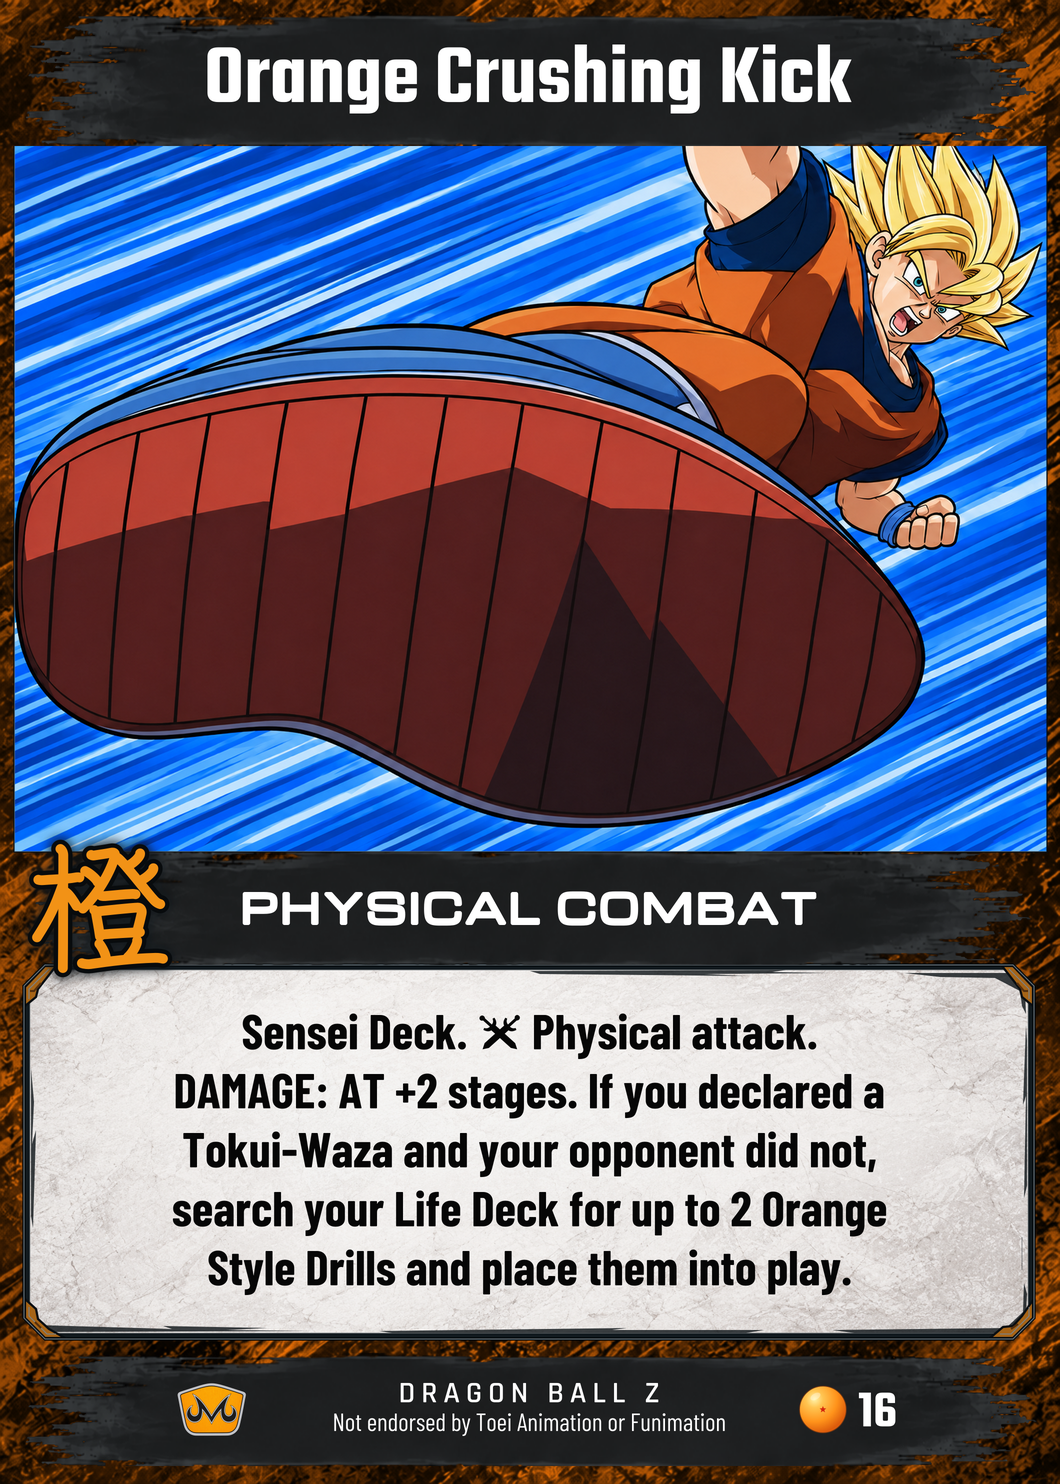 Orange Crushing Kick
橙
PHYSICAL COMBAT
Sensei Deck. Physical attack.
DAMAGE: AT +2 stages. If you declared a
Tokui-Waza and your opponent did not,
search your Life Deck for up to 2 Orange
Style Drills and place them into play.
DRAGON BALL Z
Not endorsed by Toei Animation or Funimation
16